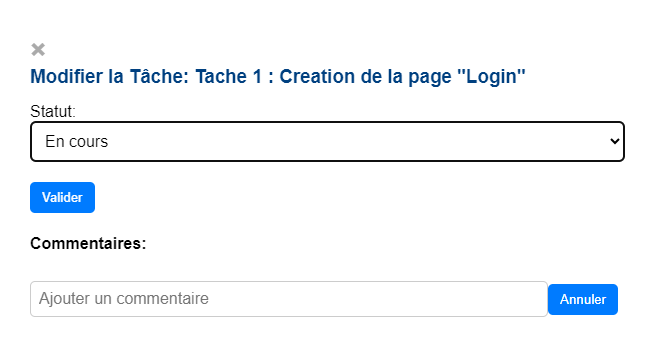 ×
Modifier la Tâche: Tache 1 : Creation de la page "Login"
Statut:
En cours
Valider
Commentaires:
Ajouter un commentaire
Annuler